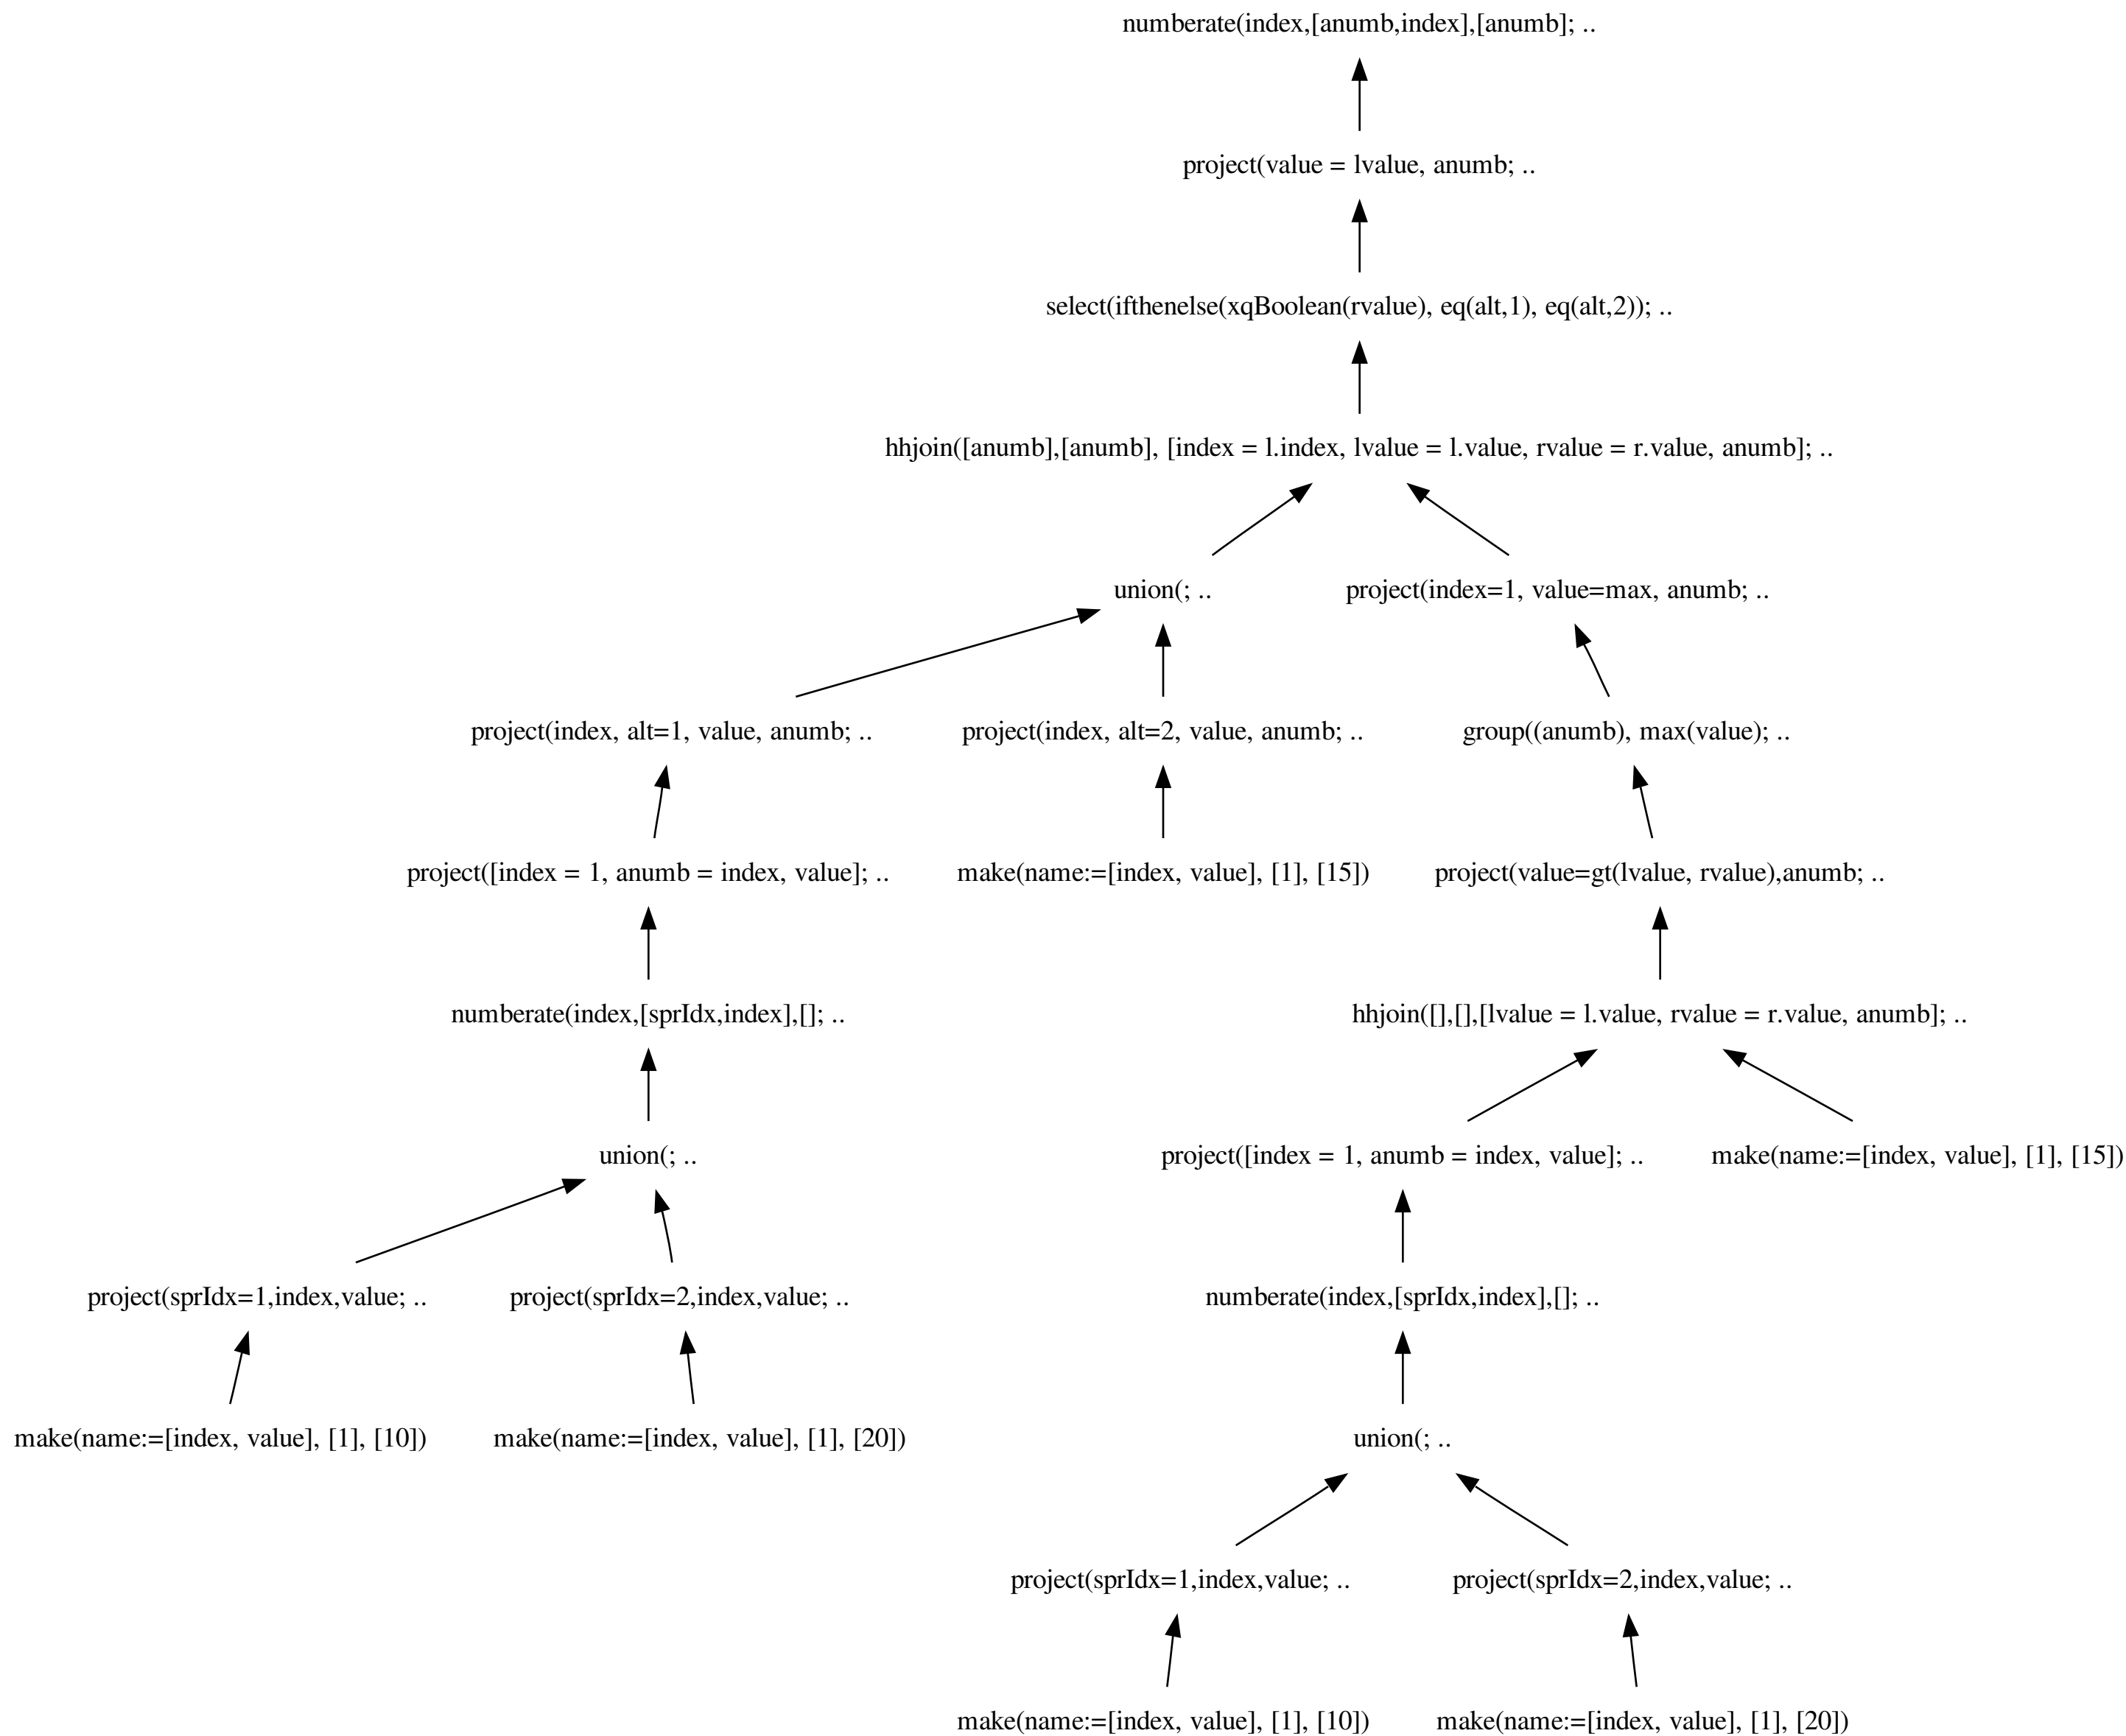 numberate(index,[anumb,index],[anumb]; ..
project(value = lvalue, anumb; ..
select(ifthenelse(xqBoolean(rvalue), eq(alt,1), eq(alt,2)); ..
hhjoin([anumb],[anumb], [index = l.index, lvalue = l.value, rvalue = r.value, anumb]; ..
union(; ..
project(index=1, value=max, anumb; ..
project(index, alt=1, value, anumb; ..
project(index, alt=2, value, anumb; ..
group((anumb), max(value); ..
project([index = 1, anumb = index, value]; ..
make(name:=[index, value], [1], [15])
project(value=gt(lvalue, rvalue),anumb; ..
numberate(index,[sprIdx,index],[]; ..
hhjoin([],[],[lvalue = l.value, rvalue = r.value, anumb]; ..
union(; ..
project([index = 1, anumb = index, value]; ..
make(name:=[index, value], [1], [15])
project(sprIdx=1,index,value; ..
project(sprIdx=2,index,value; ..
numberate(index,[sprIdx,index],[]; ..
make(name:=[index, value], [1], [10])
make(name:=[index, value], [1], [20])
union(; ..
project(sprIdx=1,index,value; ..
project(sprIdx=2,index,value; ..
make(name:=[index, value], [1], [10])
make(name:=[index, value], [1], [20])